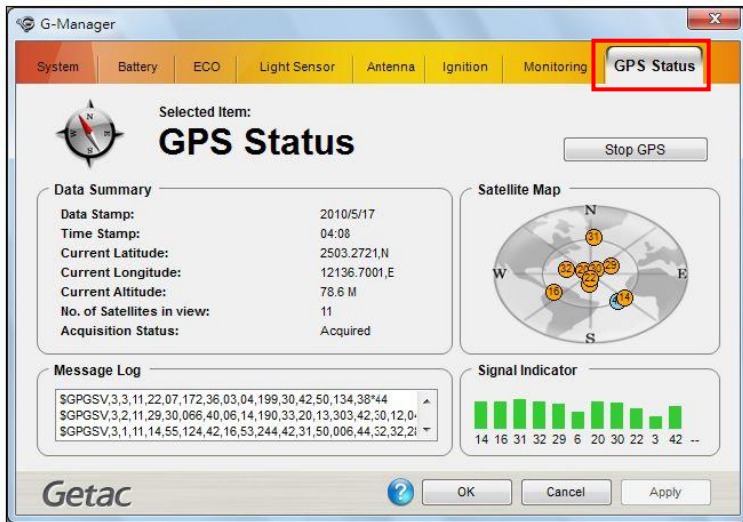 G-Manager
System Battery ECO Light Sensor Antenna Ignition Monitoring GPS Status
Selected Item:
GPS Status
Stop GPS
Data Summary
Data Stamp: 2010/5/17
Time Stamp: 04:08
Current Latitude: 2503.2721,N
Current Longitude: 12136.7001,E
Current Altitude: 78.6 M
No. of Satellites in view: 11
Acquisition Status: Acquired
Satellite Map
N
31
W 32 20 30 29 E
22
16 14
S
Message Log
$GPGSV,3,3,11,22,07,172,36,03,04,199,30,42,50,134,38*44
$GPGSV,3,2,11,29,30,066,40,06,14,190,33,20,13,303,42,30,12,04
$GPGSV,3,1,11,14,55,124,42,16,53,244,42,31,50,006,44,32,32,28
Signal Indicator
14 16 31 32 29 6 20 30 22 3 42 --
Getac
? OK Cancel Apply